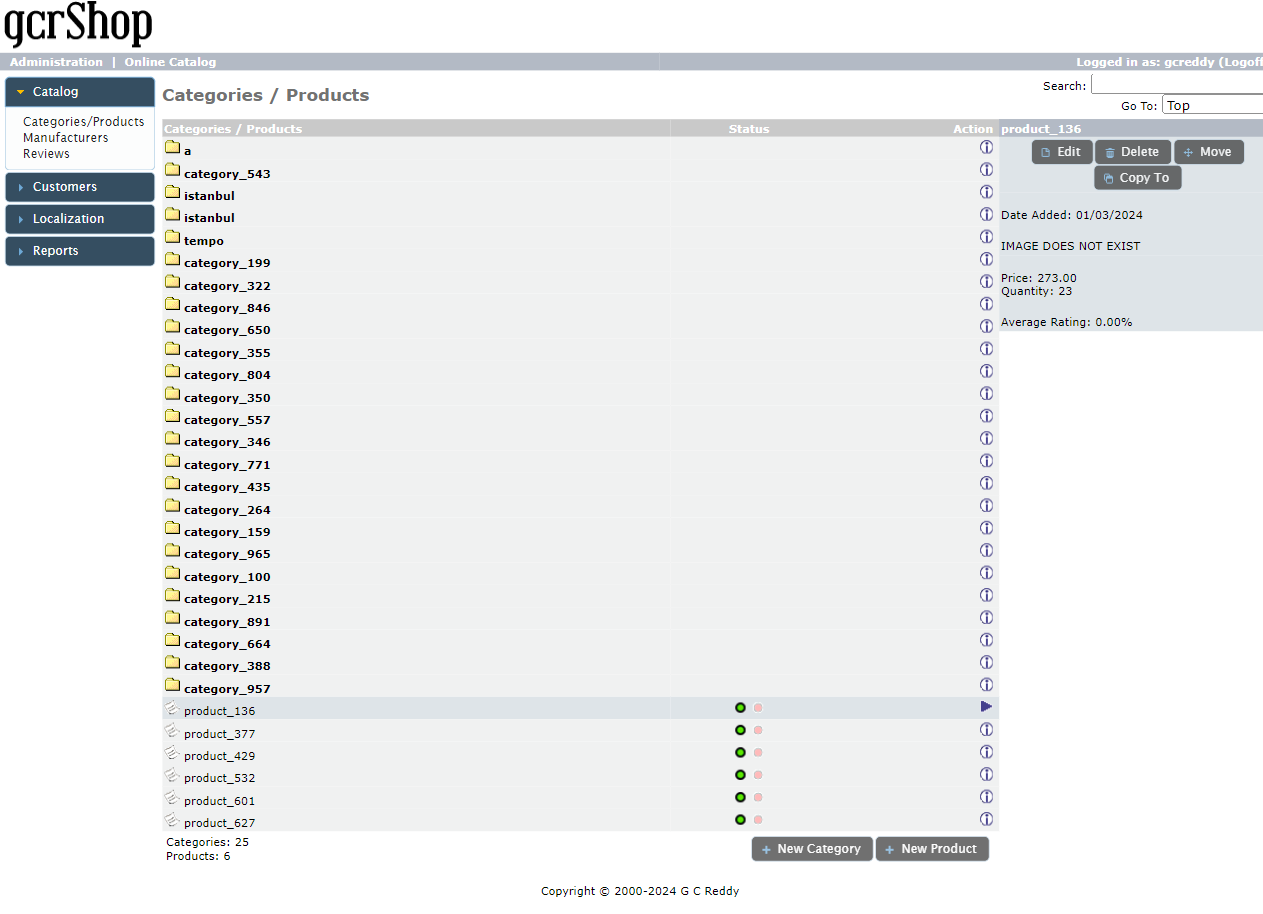 gcrShop
Administration | Online Catalog
Logged in as: gcreddy (Logoff
Catalog
Categories/Products
Manufacturers
Reviews
Customers
Localization
Reports
Categories / Products
Search:
Go To: Top
Categories / Products Status Action
a
category_543
istanbul
istanbul
tempo
category_199
category_322
category_846
category_650
category_355
category_804
category_350
category_557
category_346
category_771
category_435
category_264
category_159
category_965
category_100
category_215
category_891
category_664
category_388
category_957
product_136
product_377
product_429
product_532
product_601
product_627
Categories: 25
Products: 6
New Category
New Product
product_136
Edit Delete Move
Copy To
Date Added: 01/03/2024
IMAGE DOES NOT EXIST
Price: 273.00
Quantity: 23
Average Rating: 0.00%
Copyright © 2000-2024 G C Reddy